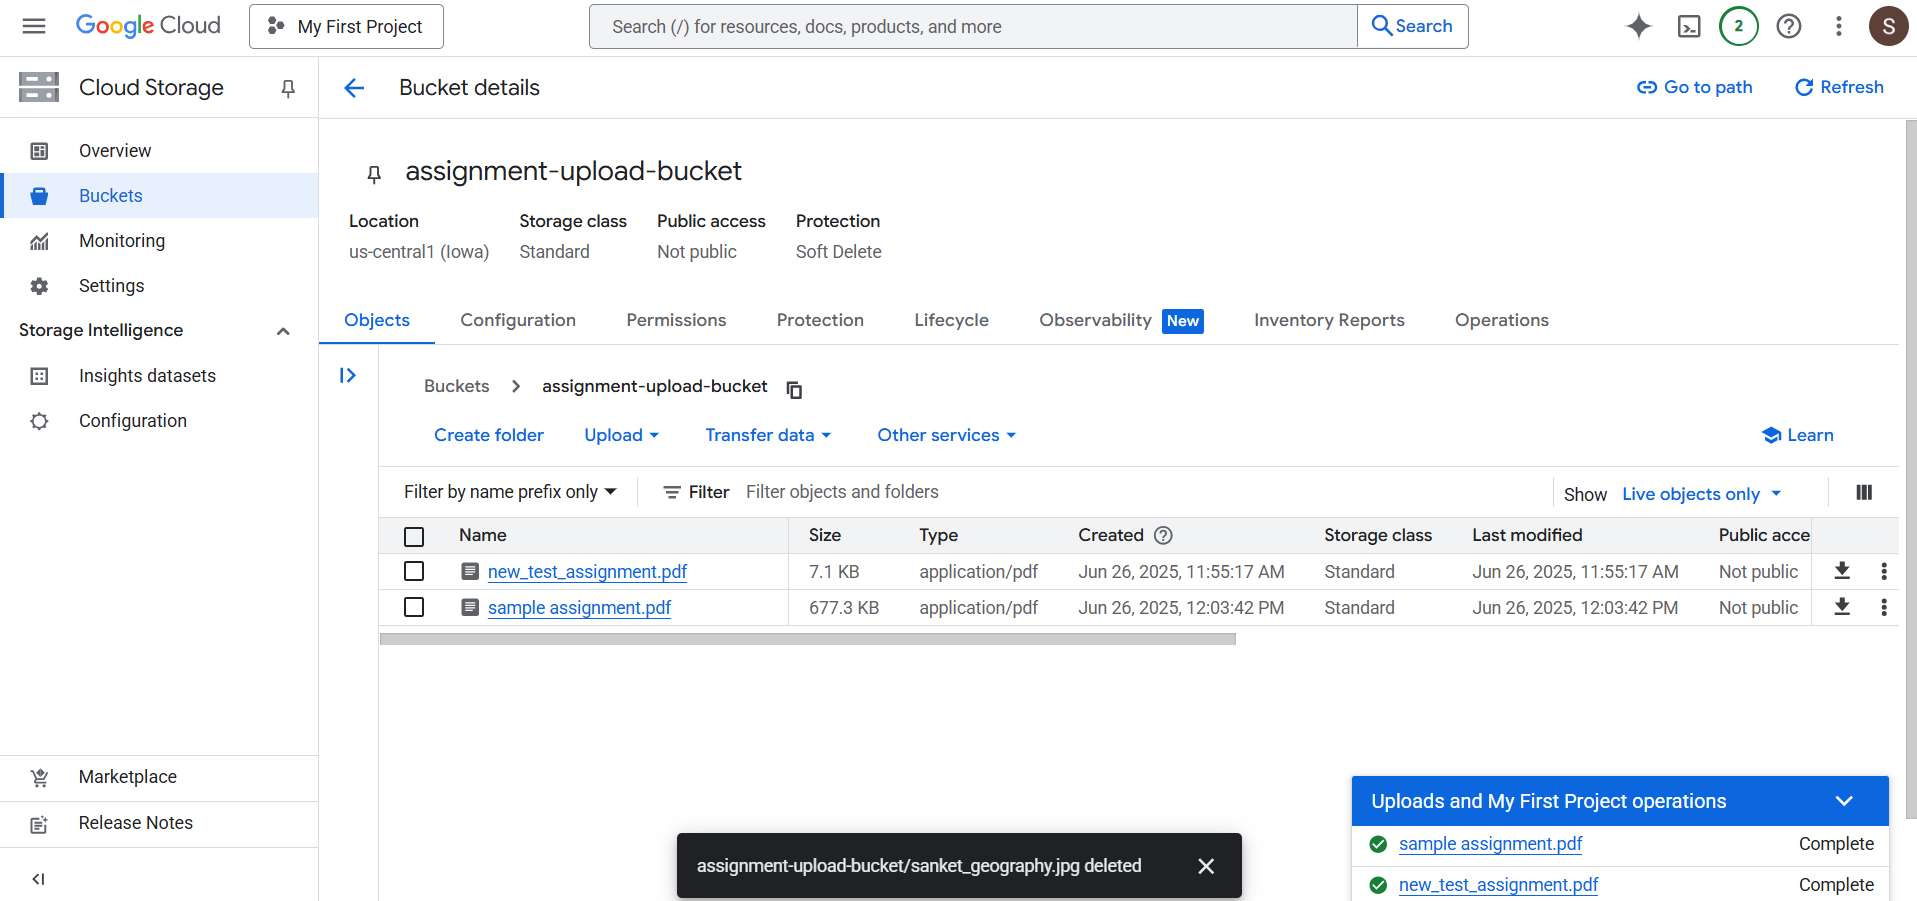 Google Cloud
My First Project
Search (/) for resources, docs, products, and more
Search
2
S
Cloud Storage
Bucket details
Go to path
Refresh
Overview
Buckets
Monitoring
Settings
Storage Intelligence
Insights datasets
Configuration
Marketplace
Release Notes
assignment-upload-bucket
Location Storage class Public access Protection
us-central1 (Iowa) Standard Not public Soft Delete
Objects Configuration Permissions Protection Lifecycle Observability New Inventory Reports Operations
Buckets assignment-upload-bucket
Create folder Upload Transfer data Other services Learn
Filter by name prefix only Filter Filter objects and folders Show Live objects only
Name Size Type Created Storage class Last modified Public acce
new_test_assignment.pdf 7.1 KB application/pdf Jun 26, 2025, 11:55:17 AM Standard Jun 26, 2025, 11:55:17 AM Not public
sample assignment.pdf 677.3 KB application/pdf Jun 26, 2025, 12:03:42 PM Standard Jun 26, 2025, 12:03:42 PM Not public
Uploads and My First Project operations
sample assignment.pdf Complete
new_test_assignment.pdf Complete
assignment-upload-bucket/sanket_geography.jpg deleted